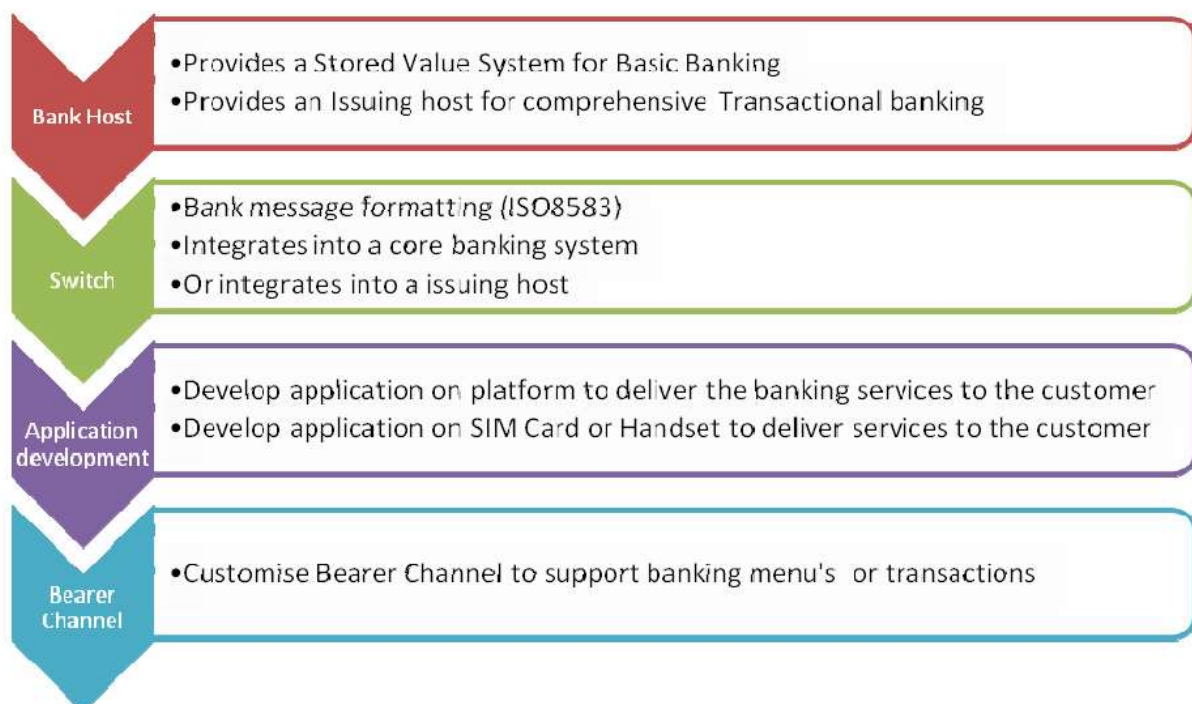 Bank Host
•Provides a Stored Value System for Basic Banking
•Provides an Issuing host for comprehensive Transactional banking
Switch
•Bank message formatting (ISO8583)
•Integrates into a core banking system
•Or integrates into a issuing host
Application
development
•Develop application on platform to deliver the banking services to the customer
•Develop application on SIM Card or Handset to deliver services to the customer
Bearer
Channel
•Customise Bearer Channel to support banking menu's or transactions